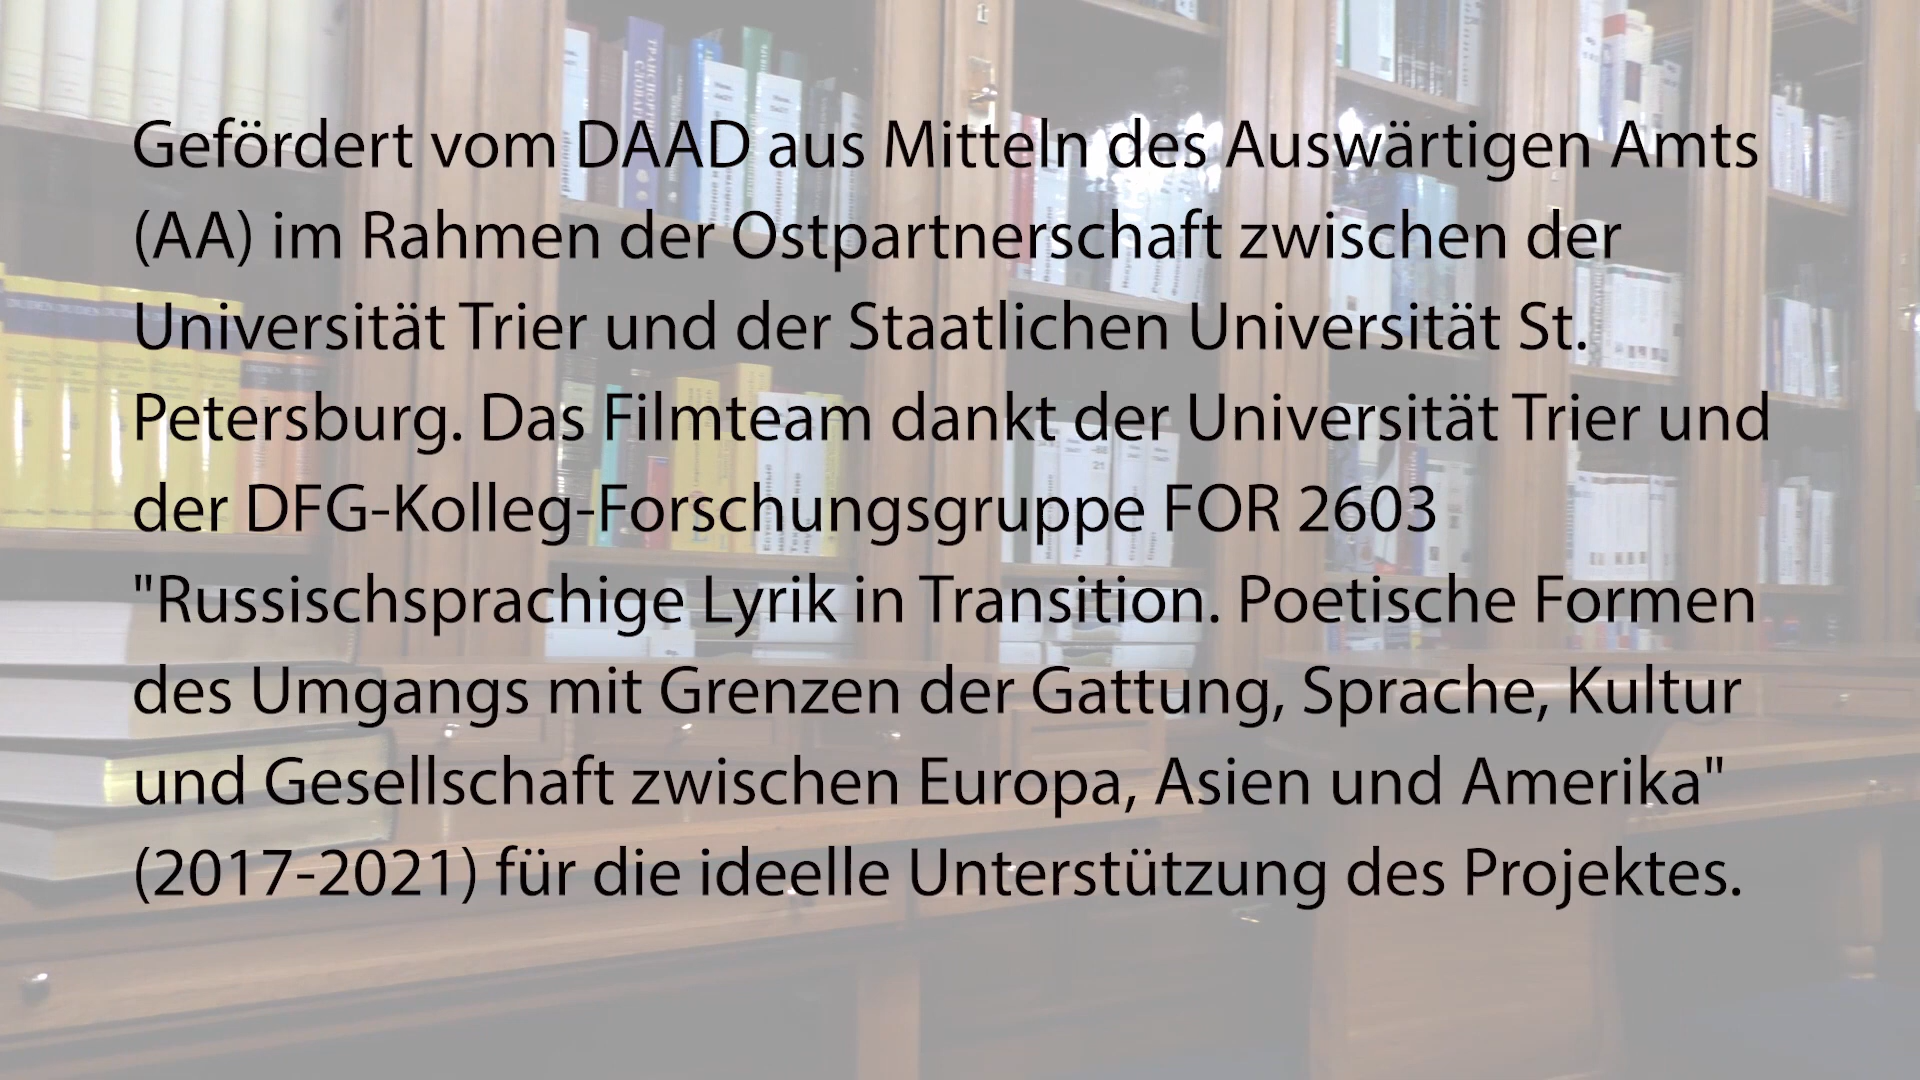 Gefördert vom DAAD aus Mitteln des Auswärtigen Amts
(AA) im Rahmen der Ostpartnerschaft zwischen der
Universität Trier und der Staatlichen Universität St.
Petersburg. Das Filmteam dankt der Universität Trier und
der DFG-Kolleg-Forschungsgruppe FOR 2603
"Russischsprachige Lyrik in Transition. Poetische Formen
des Umgangs mit Grenzen der Gattung, Sprache, Kultur
und Gesellschaft zwischen Europa, Asien und Amerika"
(2017-2021) für die ideelle Unterstützung des Projektes.